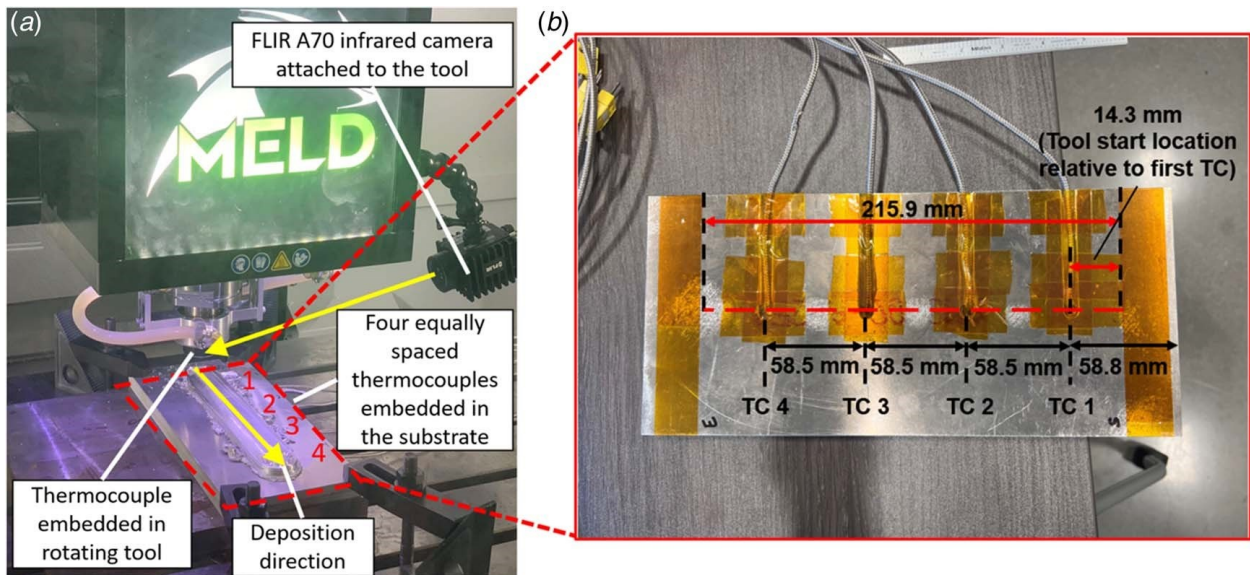 (a)
FLIR A70 infrared camera
attached to the tool
MELD
1
2
3
4
Four equally
spaced
thermocouples
embedded in
the substrate
Thermocouple
embedded in
rotating tool
Deposition
direction
(b)
14.3 mm
(Tool start location
relative to first TC)
215.9 mm
58.5 mm
58.5 mm
58.5 mm
58.8 mm
TC 4
TC 3
TC 2
TC 1
E
S